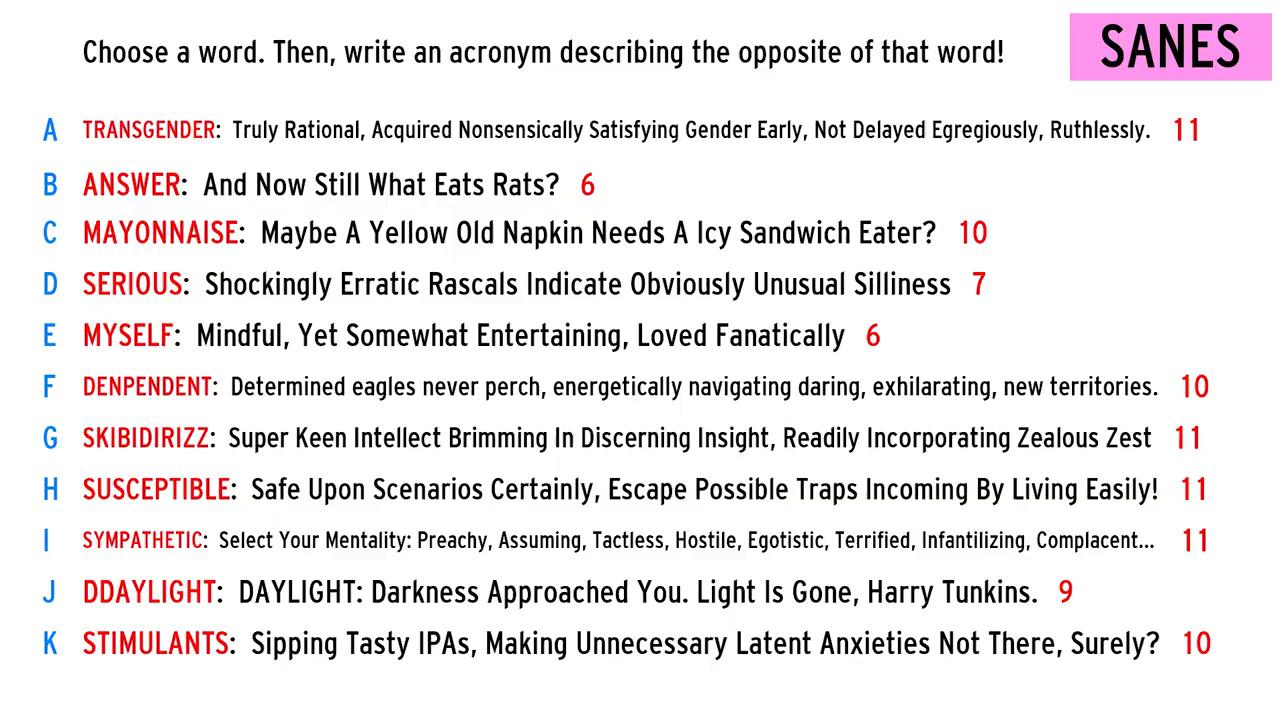 Choose a word. Then, write an acronym describing the opposite of that word!
SANES
A TRANSGENDER: Truly Rational, Acquired Nonsensically Satisfying Gender Early, Not Delayed Egregiously, Ruthlessly. 11
B ANSWER: And Now Still What Eats Rats? 6
C MAYONNAISE: Maybe A Yellow Old Napkin Needs A Icy Sandwich Eater? 10
D SERIOUS: Shockingly Erratic Rascals Indicate Obviously Unusual Silliness 7
E MYSELF: Mindful, Yet Somewhat Entertaining, Loved Fanatically 6
F DENPENDENT: Determined eagles never perch, energetically navigating daring, exhilarating, new territories. 10
G SKIBIDIRIZZ: Super Keen Intellect Brimming In Discerning Insight, Readily Incorporating Zealous Zest 11
H SUSCEPTIBLE: Safe Upon Scenarios Certainly, Escape Possible Traps Incoming By Living Easily! 11
I SYMPATHETIC: Select Your Mentality: Preachy, Assuming, Tactless, Hostile, Egotistic, Terrified, Infantilizing, Complacent... 11
J DDAYLIGHT: DAYLIGHT: Darkness Approached You. Light Is Gone, Harry Tunkins. 9
K STIMULANTS: Sipping Tasty IPAs, Making Unnecessary Latent Anxieties Not There, Surely? 10